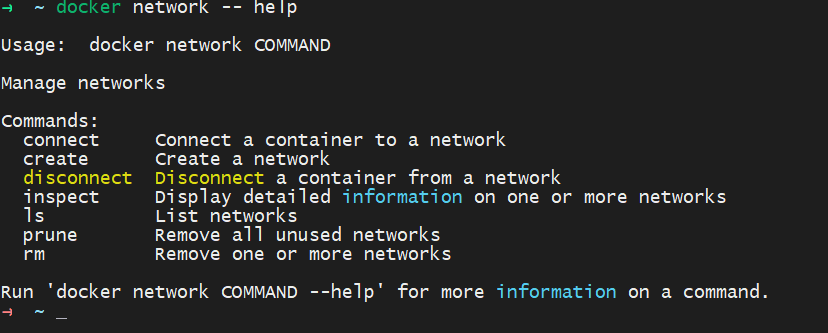 → ~ docker network -- help
Usage:  docker network COMMAND
Manage networks
Commands:
  connect     Connect a container to a network
  create      Create a network
  disconnect  Disconnect a container from a network
  inspect     Display detailed information on one or more networks
  ls          List networks
  prune       Remove all unused networks
  rm          Remove one or more networks
Run 'docker network COMMAND --help' for more information on a command.
→ ~ _